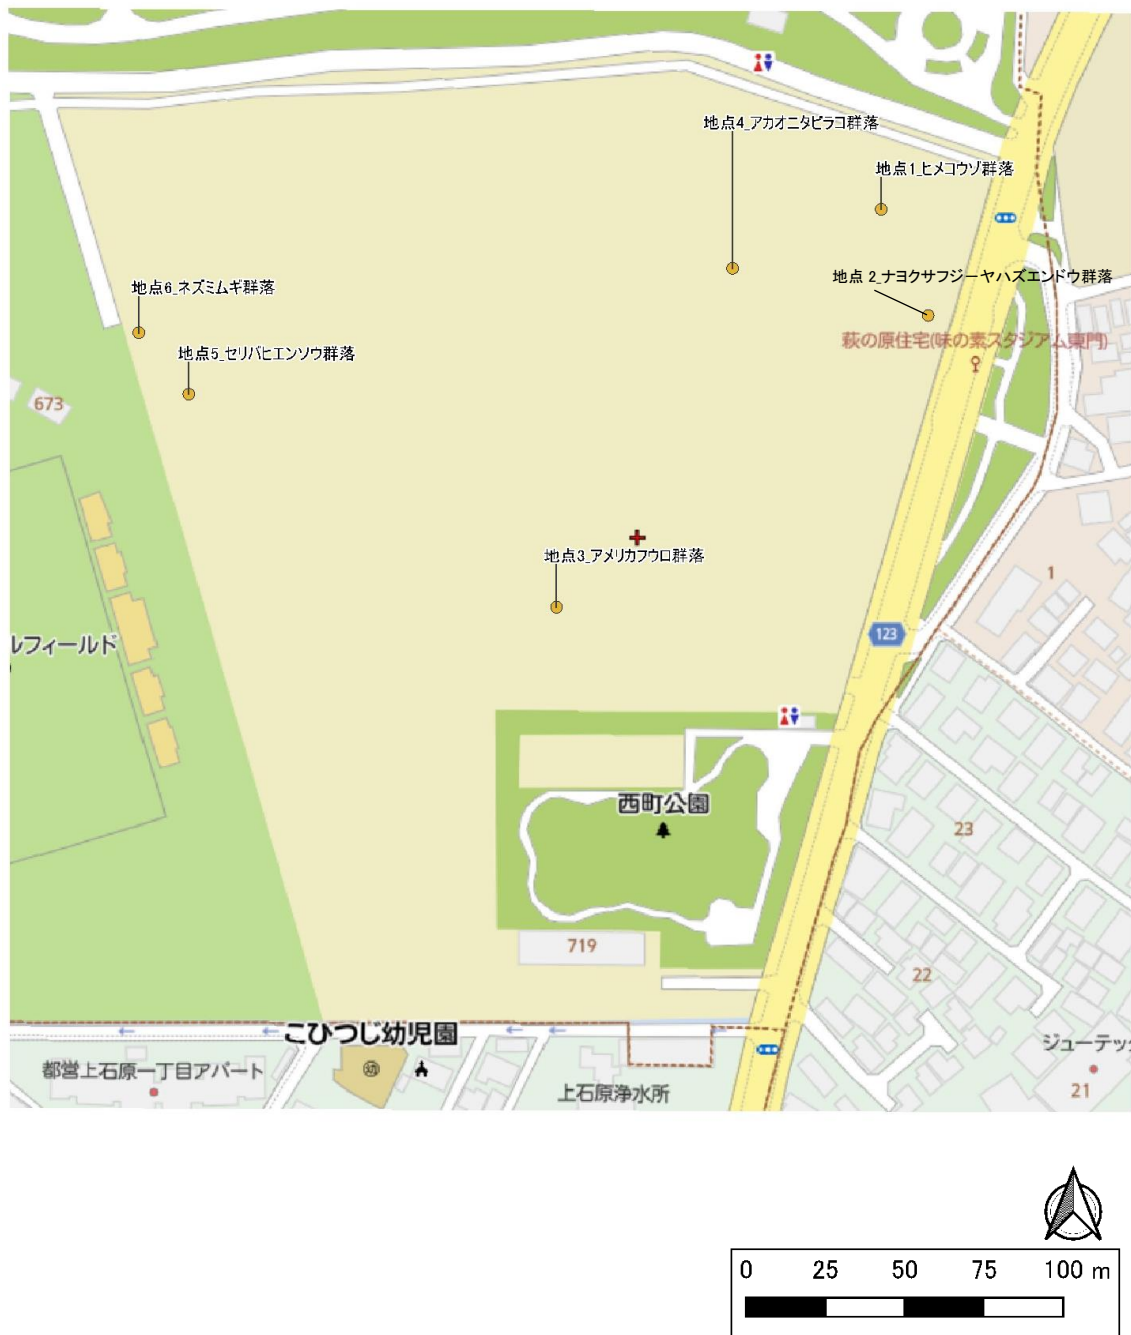 地点4_アカオニタビラコ群落
地点1_ヒメコウゾ群落
地点 2_ナヨクサフジーヤハズエンドウ群落
地点6_ネズミムギ群落
萩の原住宅(味の素スタジアム東門)
地点5_セリバヒエンソウ群落
673
地点3_アメリカフウロ群落
1
123
ルフィールド
西町公園
23
719
22
こひつじ幼児園
ジューテック
都営上石原一丁目アパート
幼
上石原浄水所
21
0 25 50 75 100 m